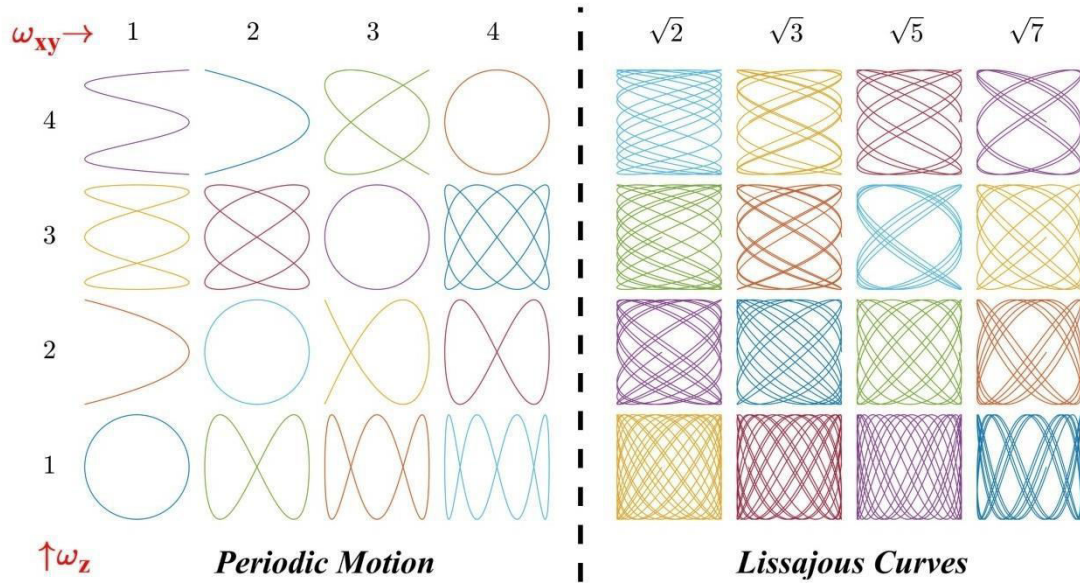 ω_xy→ 1 2 3 4 √2 √3 √5 √7
4
3
2
1
↑ω_z Periodic Motion Lissajous Curves